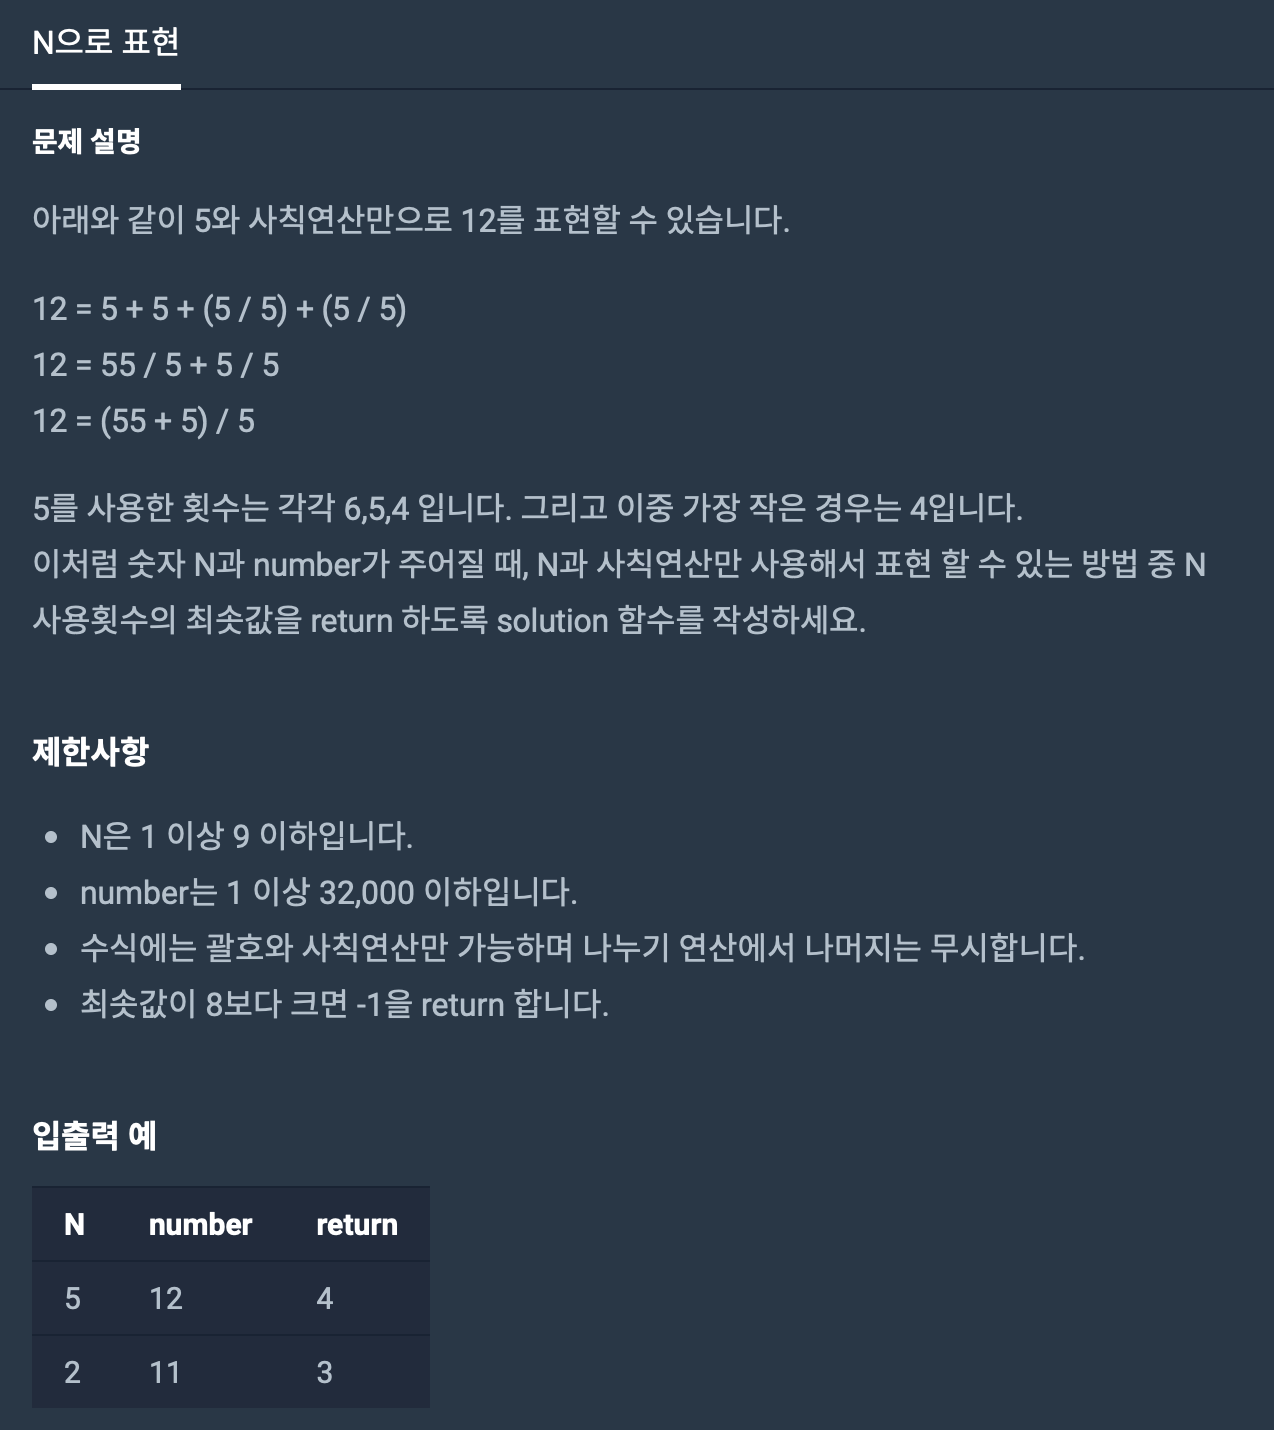 N으로 표현
문제 설명
아래와 같이 5와 사칙연산만으로 12를 표현할 수 있습니다.
12 = 5 + 5 + (5 / 5) + (5 / 5)
12 = 55 / 5 + 5 / 5
12 = (55 + 5) / 5
5를 사용한 횟수는 각각 6,5,4 입니다. 그리고 이중 가장 작은 경우는 4입니다.
이처럼 숫자 N과 number가 주어질 때, N과 사칙연산만 사용해서 표현 할 수 있는 방법 중 N
사용횟수의 최솟값을 return 하도록 solution 함수를 작성하세요.
제한사항
• N은 1 이상 9 이하입니다.
• number는 1 이상 32,000 이하입니다.
• 수식에는 괄호와 사칙연산만 가능하며 나누기 연산에서 나머지는 무시합니다.
• 최솟값이 8보다 크면 -1을 return 합니다.
입출력 예
N number return
5 12 4
2 11 3